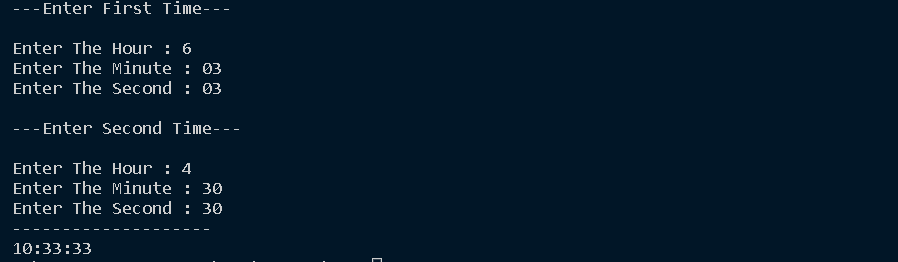 ---Enter First Time---
Enter The Hour : 6
Enter The Minute : 03
Enter The Second : 03
---Enter Second Time---
Enter The Hour : 4
Enter The Minute : 30
Enter The Second : 30
--------------------
10:33:33